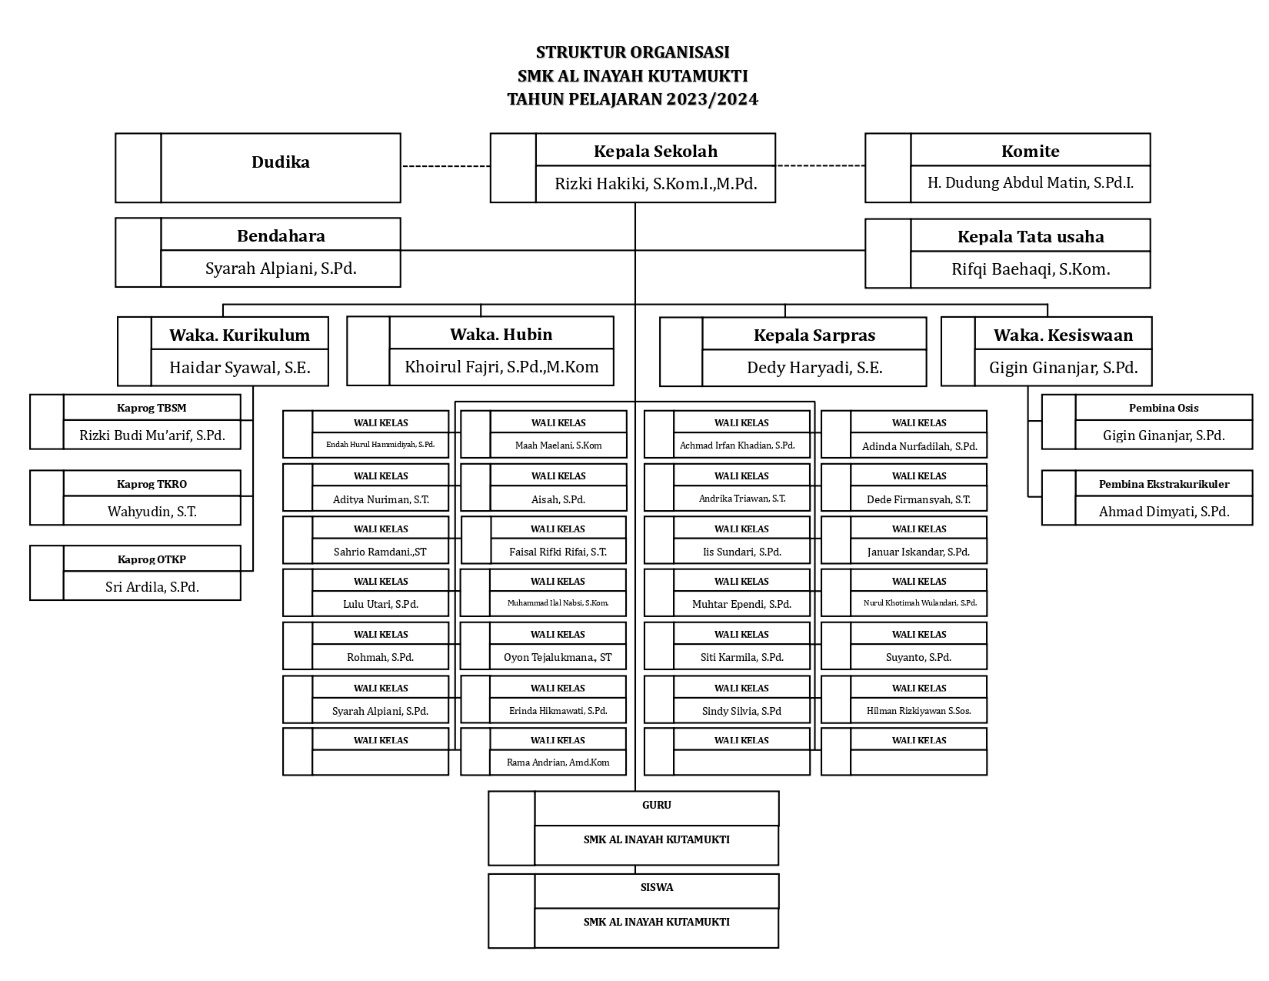 STRUKTUR ORGANISASI
SMK AL INAYAH KUTAMUKTI
TAHUN PELAJARAN 2023/2024
Dudika
Kepala Sekolah
Rizki Hakiki, S.Kom.I.,M.Pd.
Komite
H. Dudung Abdul Matin, S.Pd.I.
Bendahara
Syarah Alpiani, S.Pd.
Kepala Tata usaha
Rifqi Baehaqi, S.Kom.
Waka. Kurikulum
Haidar Syawal, S.E.
Waka. Hubin
Khoirul Fajri, S.Pd.,M.Kom
Kepala Sarpras
Dedy Haryadi, S.E.
Waka. Kesiswaan
Gigin Ginanjar, S.Pd.
Kaprog TBSM
Rizki Budi Mu'arif, S.Pd.
Kaprog TKRO
Wahyudin, S.T.
Kaprog OTKP
Sri Ardila, S.Pd.
Pembina Osis
Gigin Ginanjar, S.Pd.
Pembina Ekstrakurikuler
Ahmad Dimyati, S.Pd.
WALI KELAS
Endah Hurul Hammidiyah, S.Pd.
WALI KELAS
Maah Maelani, S.Kom
WALI KELAS
Achmad Irfan Khadian, S.Pd.
WALI KELAS
Adinda Nurfadilah, S.Pd.
WALI KELAS
Aditya Nuriman, S.T.
WALI KELAS
Aisah, S.Pd.
WALI KELAS
Andrika Triawan, S.T.
WALI KELAS
Dede Firmansyah, S.T.
WALI KELAS
Sahrio Ramdani.,ST
WALI KELAS
Faisal Rifki Rifai, S.T.
WALI KELAS
Iis Sundari, S.Pd.
WALI KELAS
Januar Iskandar, S.Pd.
WALI KELAS
Lulu Utari, S.Pd.
WALI KELAS
Muhammad Ilal Nabsi, S.Kom.
WALI KELAS
Muhtar Ependi, S.Pd.
WALI KELAS
Nurul Khotimah Wulandari, S.Pd.
WALI KELAS
Rohmah, S.Pd.
WALI KELAS
Oyon Tejalukmana., ST
WALI KELAS
Siti Karmila, S.Pd.
WALI KELAS
Suyanto, S.Pd.
WALI KELAS
Syarah Alpiani, S.Pd.
WALI KELAS
Erinda Hikmawati, S.Pd.
WALI KELAS
Sindy Silvia, S.Pd
WALI KELAS
Hilman Rizkiyawan S.Sos.
WALI KELAS
WALI KELAS
Rama Andrian, Amd.Kom
WALI KELAS
WALI KELAS
GURU
SMK AL INAYAH KUTAMUKTI
SISWA
SMK AL INAYAH KUTAMUKTI